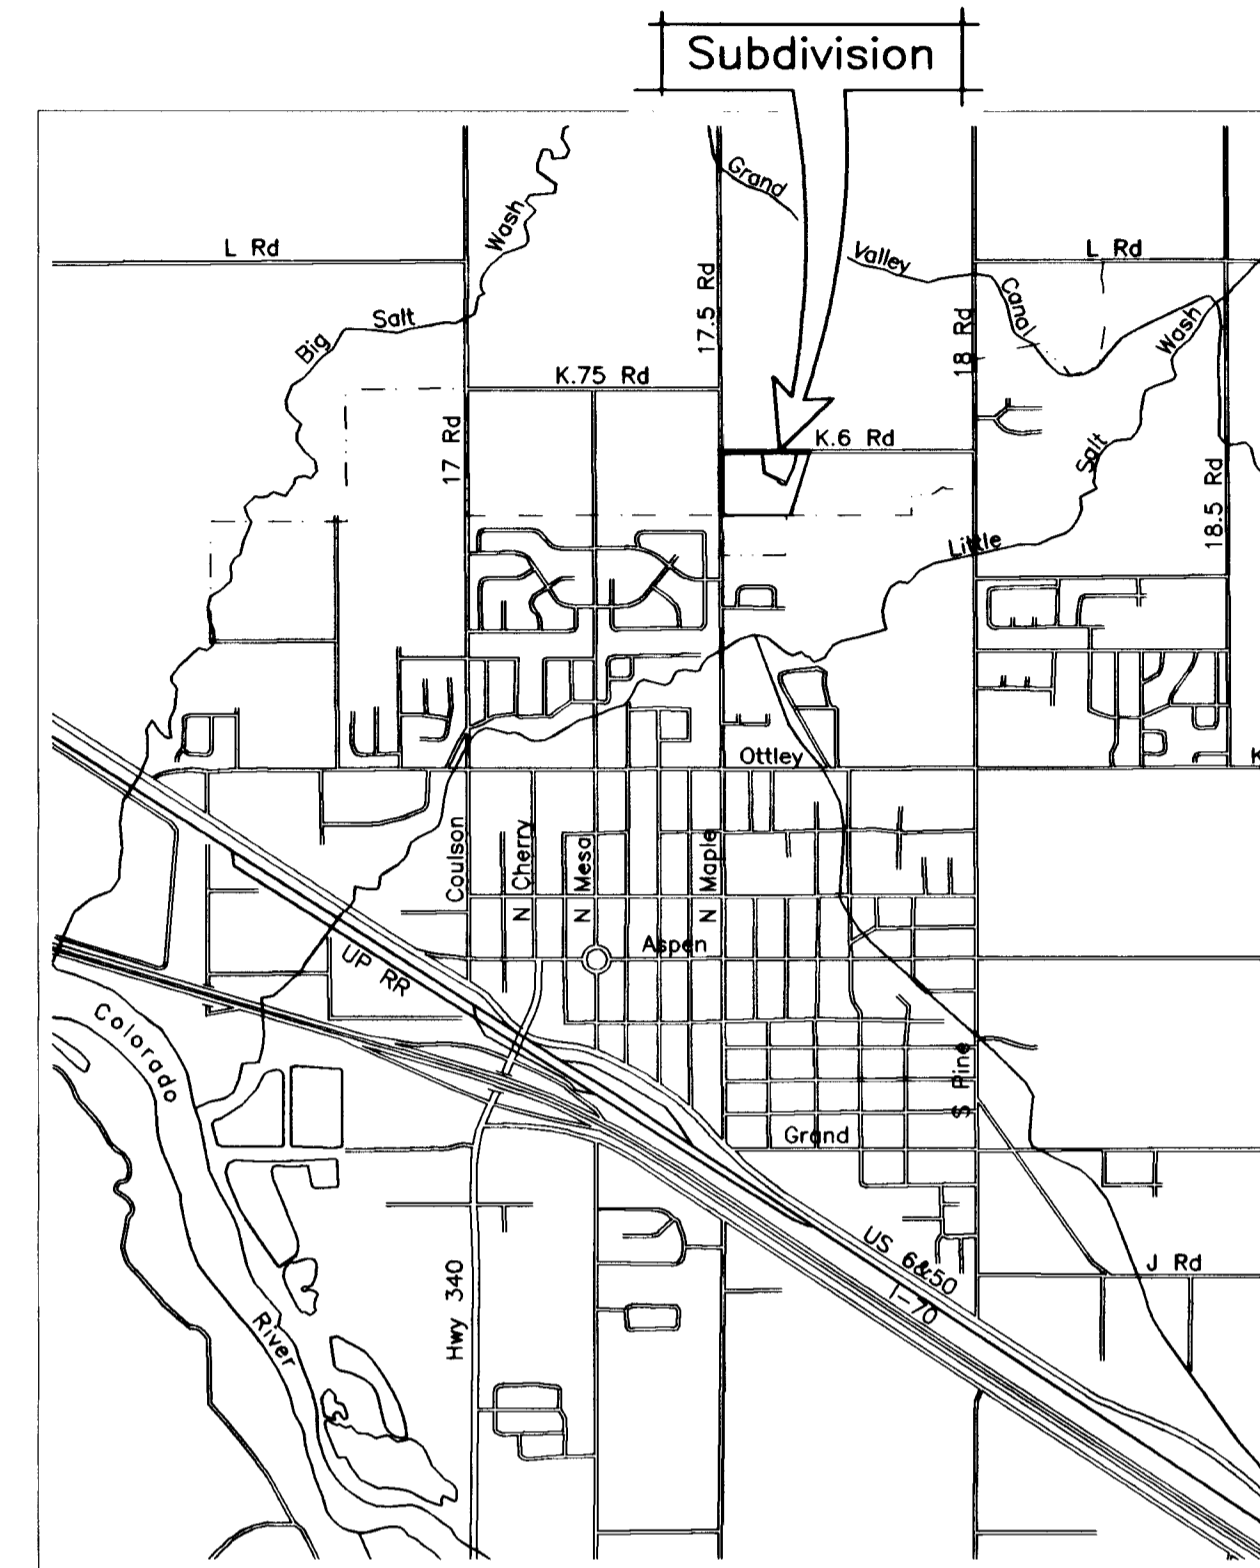 Subdivision
Grand
Wash
L Rd
Valley
L Rd
17.5 Rd
Canal
Salt
18 Rd
Wash
Big
K.75 Rd
17 Rd
K.6 Rd
Salt
18.5 Rd
Little
Ottley
K
Coulson
N Cherry
N Mesa
N Maple
Aspen
UP RR
Colorado
S Pine
Grand
US 6&50
J Rd
I-70
Hwy 340
River